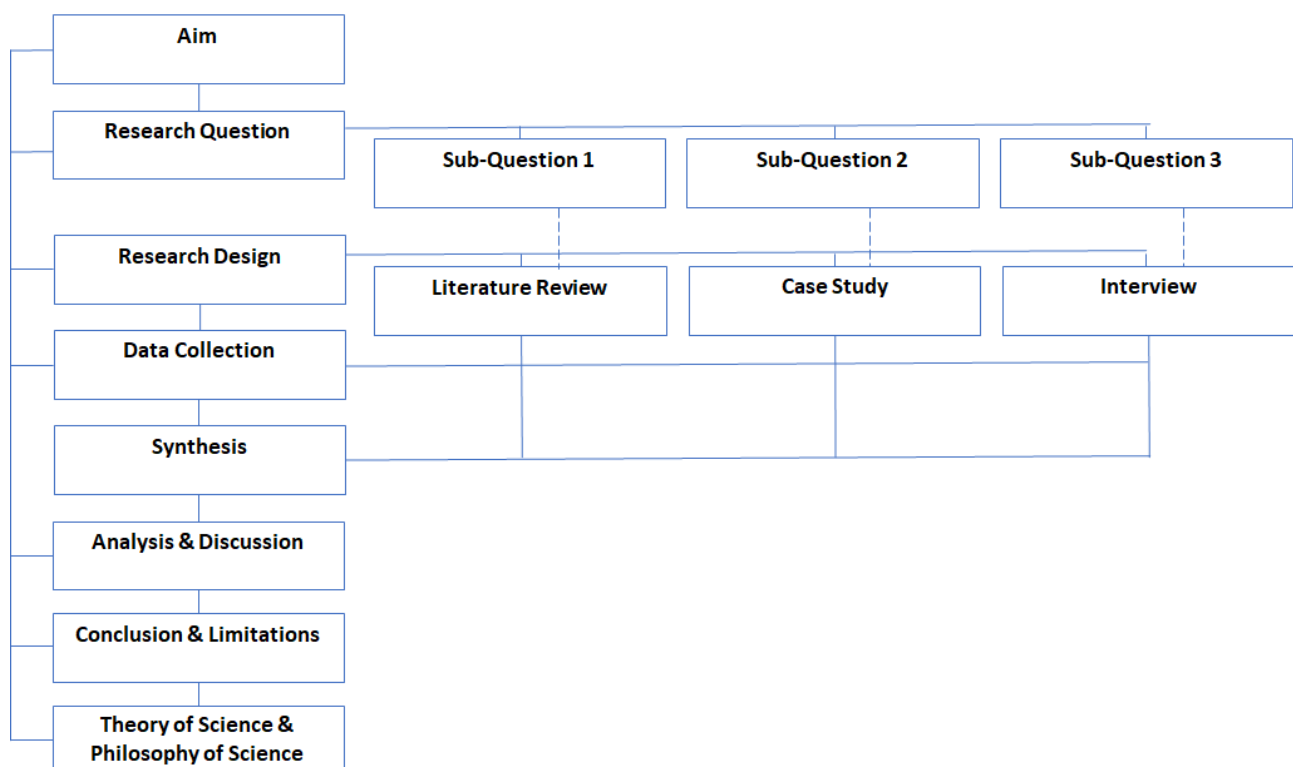 Aim
Research Question
Sub-Question 1
Sub-Question 2
Sub-Question 3
Research Design
Literature Review
Case Study
Interview
Data Collection
Synthesis
Analysis & Discussion
Conclusion & Limitations
Theory of Science &
Philosophy of Science